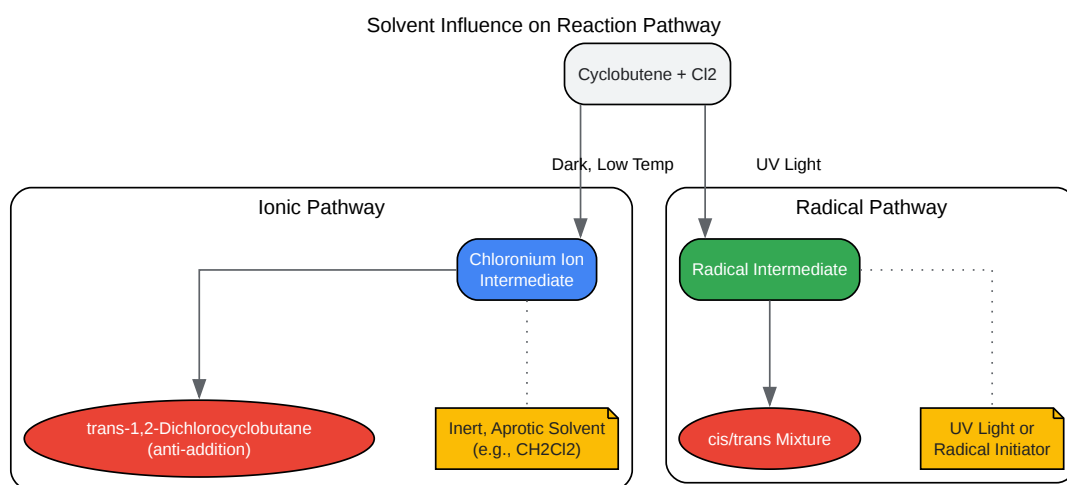 Solvent Influence on Reaction Pathway
Cyclobutene + Cl2
Dark, Low Temp
UV Light
Ionic Pathway
Chloronium Ion
Intermediate
trans-1,2-Dichlorocyclobutane
(anti-addition)
Inert, Aprotic Solvent
(e.g., CH2Cl2)
Radical Pathway
Radical Intermediate
cis/trans Mixture
UV Light or
Radical Initiator